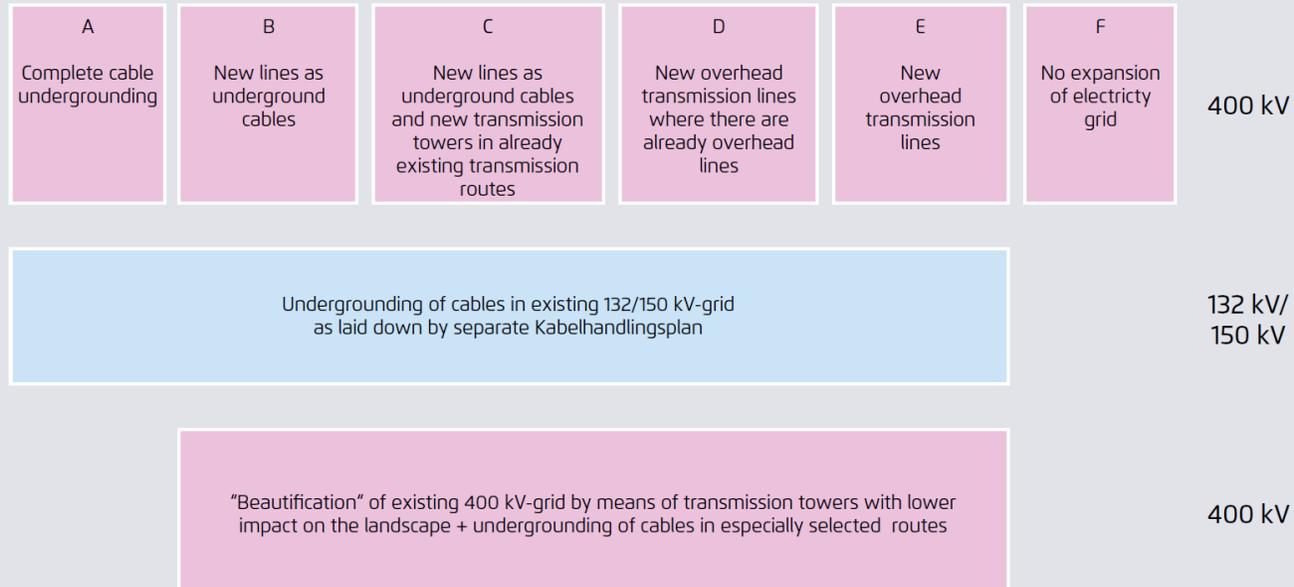 A
Complete cable
undergrounding
B
New lines as
underground
cables
C
New lines as
underground cables
and new transmission
towers in already
existing transmission
routes
D
New overhead
transmission lines
where there are
already overhead
lines
E
New
overhead
transmission
lines
F
No expansion
of electricty
grid
400 kV
Undergrounding of cables in existing 132/150 kV-grid
as laid down by separate Kabelhandlingsplan
132 kV/
150 kV
“Beautification“ of existing 400 kV-grid by means of transmission towers with lower
impact on the landscape + undergrounding of cables in especially selected routes
400 kV